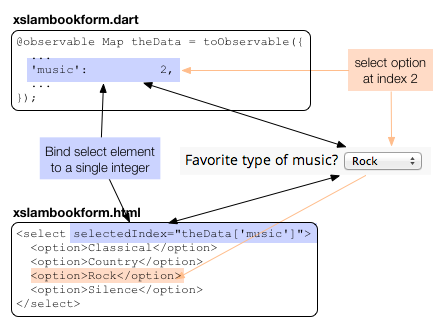 xslambookform.dart
@observable Map theData = toObservable({
...
'music': 2,
...
});
select option
at index 2
Bind select element
to a single integer
Favorite type of music? Rock
xslambookform.html
<select selectedIndex="theData['music']">
<option>Classical</option>
<option>Country</option>
<option>Rock</option>
<option>Silence</option>
</select>